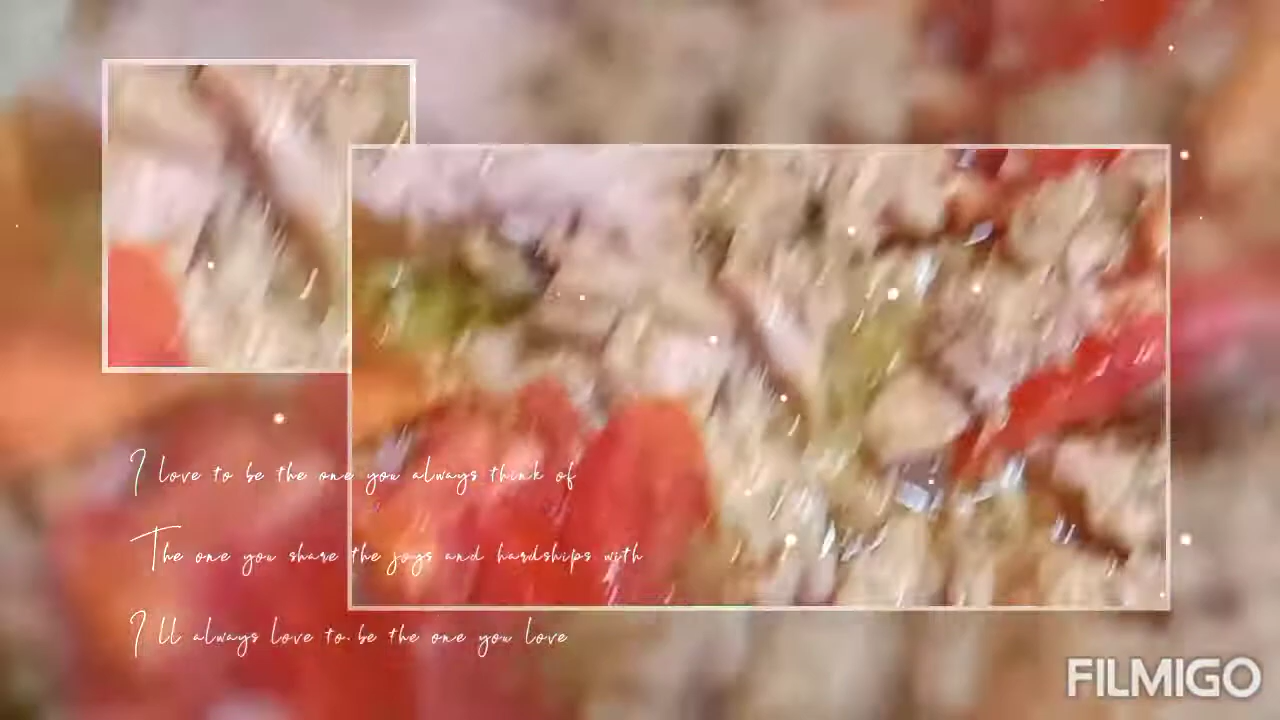 I love to be the one you always think of
The one you share the joys and hardships with
I ll always love to be the one you love
FILMIGO